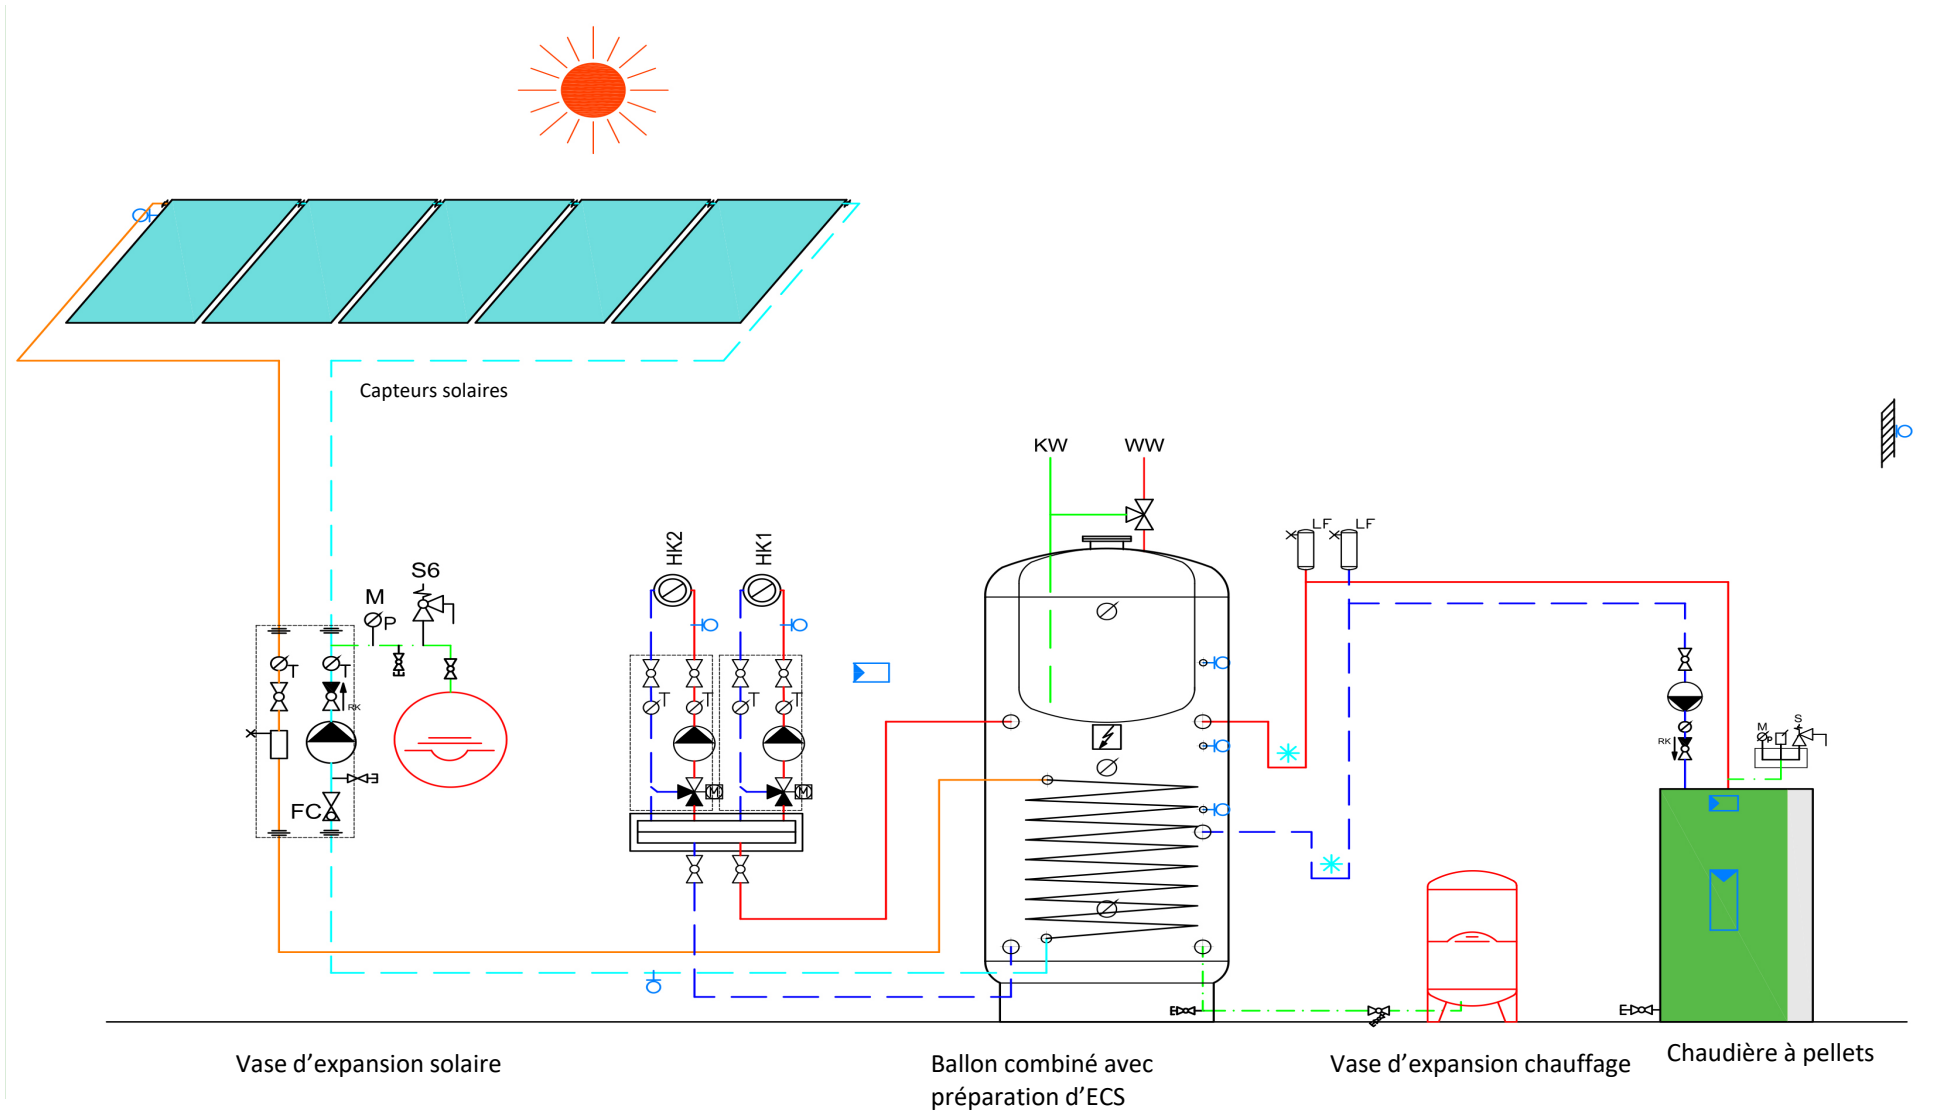 Capteurs solaires
KW
WW
LF
LF
HK2
HK1
S6
M
P
M
P
S
T
T
RK
T
T
T
T
RK
M
M
FC
E
E
E
Vase d’expansion solaire
Ballon combiné avec
préparation d’ECS
Vase d’expansion chauffage
Chaudière à pellets